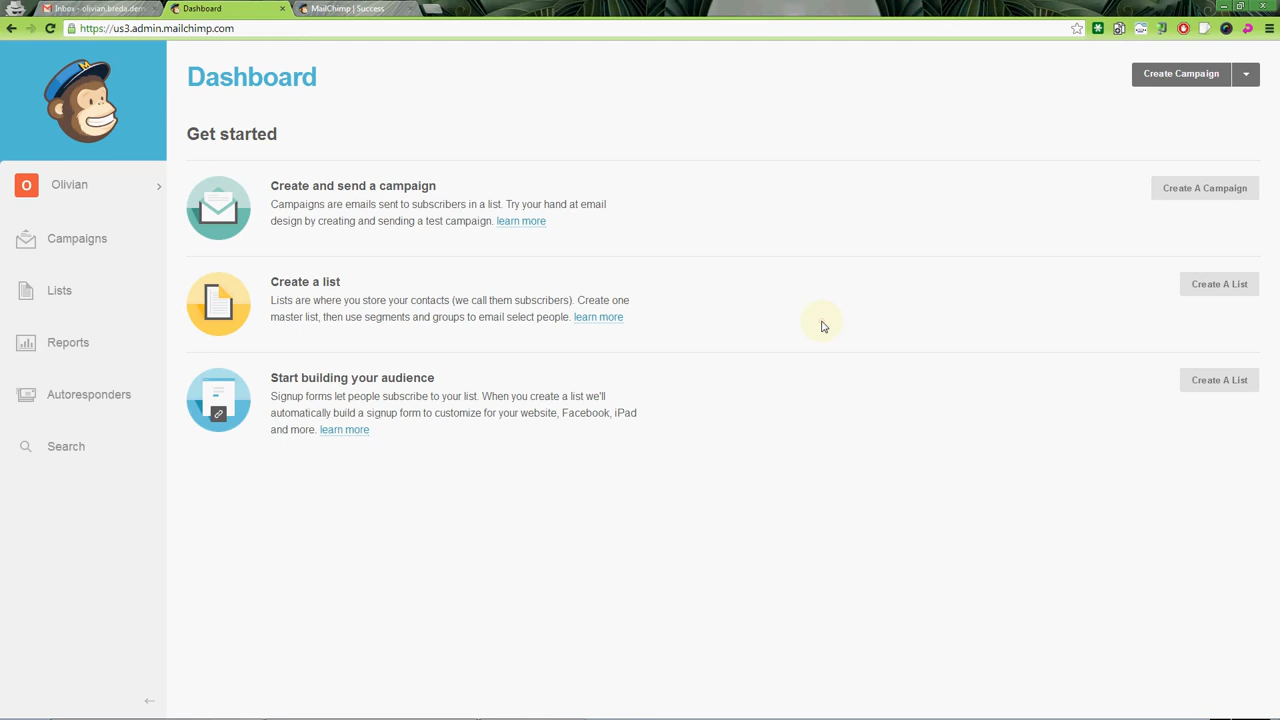 Inbox - olivian.breda.dem
Dashboard
MailChimp | Success
https://us3.admin.mailchimp.com
Dashboard
Create Campaign
Get started
O
Olivian
Campaigns
Lists
Reports
Autoresponders
Search
Create and send a campaign
Campaigns are emails sent to subscribers in a list. Try your hand at email
design by creating and sending a test campaign. learn more
Create A Campaign
Create a list
Lists are where you store your contacts (we call them subscribers). Create one
master list, then use segments and groups to email select people. learn more
Create A List
Start building your audience
Signup forms let people subscribe to your list. When you create a list we'll
automatically build a signup form to customize for your website, Facebook, iPad
and more. learn more
Create A List